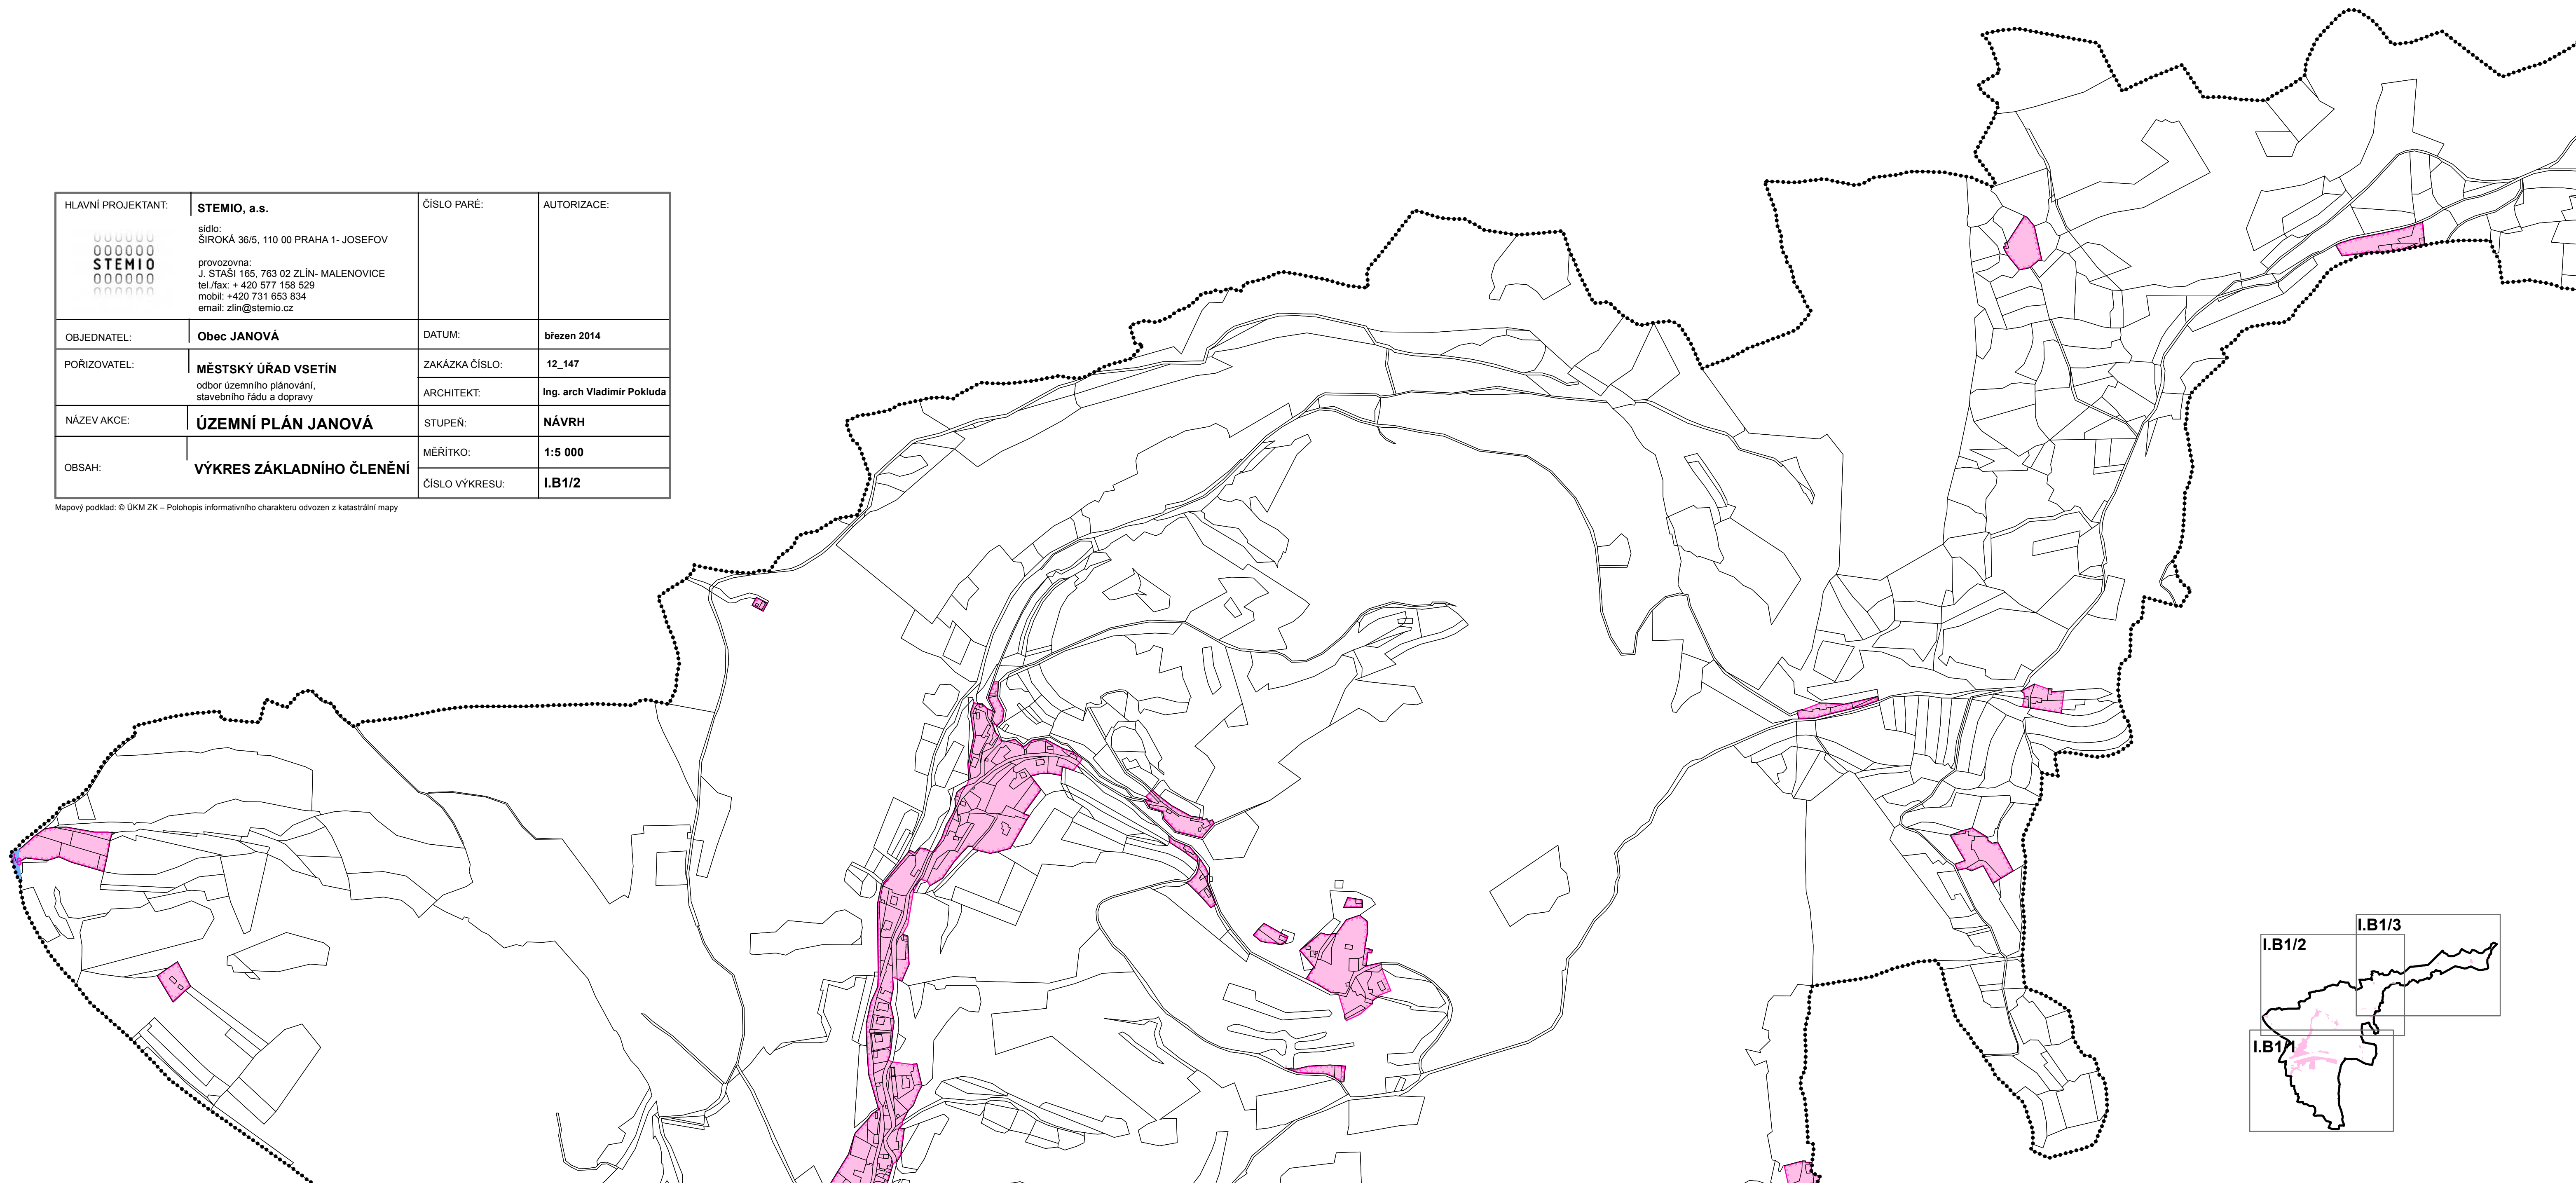 HLAVNÍ PROJEKTANT:
STEMIO, a.s.
sídlo:
ŠIROKÁ 36/5, 110 00 PRAHA 1- JOSEFOV
provozovna:
J. STAŠI 165, 763 02 ZLÍN- MALENOVICE
tel./fax: + 420 577 158 529
mobil: +420 731 653 834
email: zlin@stemio.cz
STEMIO
ČÍSLO PARÉ:
AUTORIZACE:
OBJEDNATEL:
Obec JANOVÁ
DATUM:
březen 2014
POŘIZOVATEL:
MĚSTSKÝ ÚŘAD VSETÍN
odbor územního plánování,
stavebního řádu a dopravy
ZAKÁZKA ČÍSLO:
12_147
ARCHITEKT:
Ing. arch Vladimír Pokluda
NÁZEV AKCE:
ÚZEMNÍ PLÁN JANOVÁ
STUPEŇ:
NÁVRH
OBSAH:
VÝKRES ZÁKLADNÍHO ČLENĚNÍ
MĚŘÍTKO:
1:5 000
ČÍSLO VÝKRESU:
I.B1/2
Mapový podklad: © ÚKM ZK – Polohopis informativního charakteru odvozen z katastrální mapy
I.B1/3
I.B1/2
I.B1/1